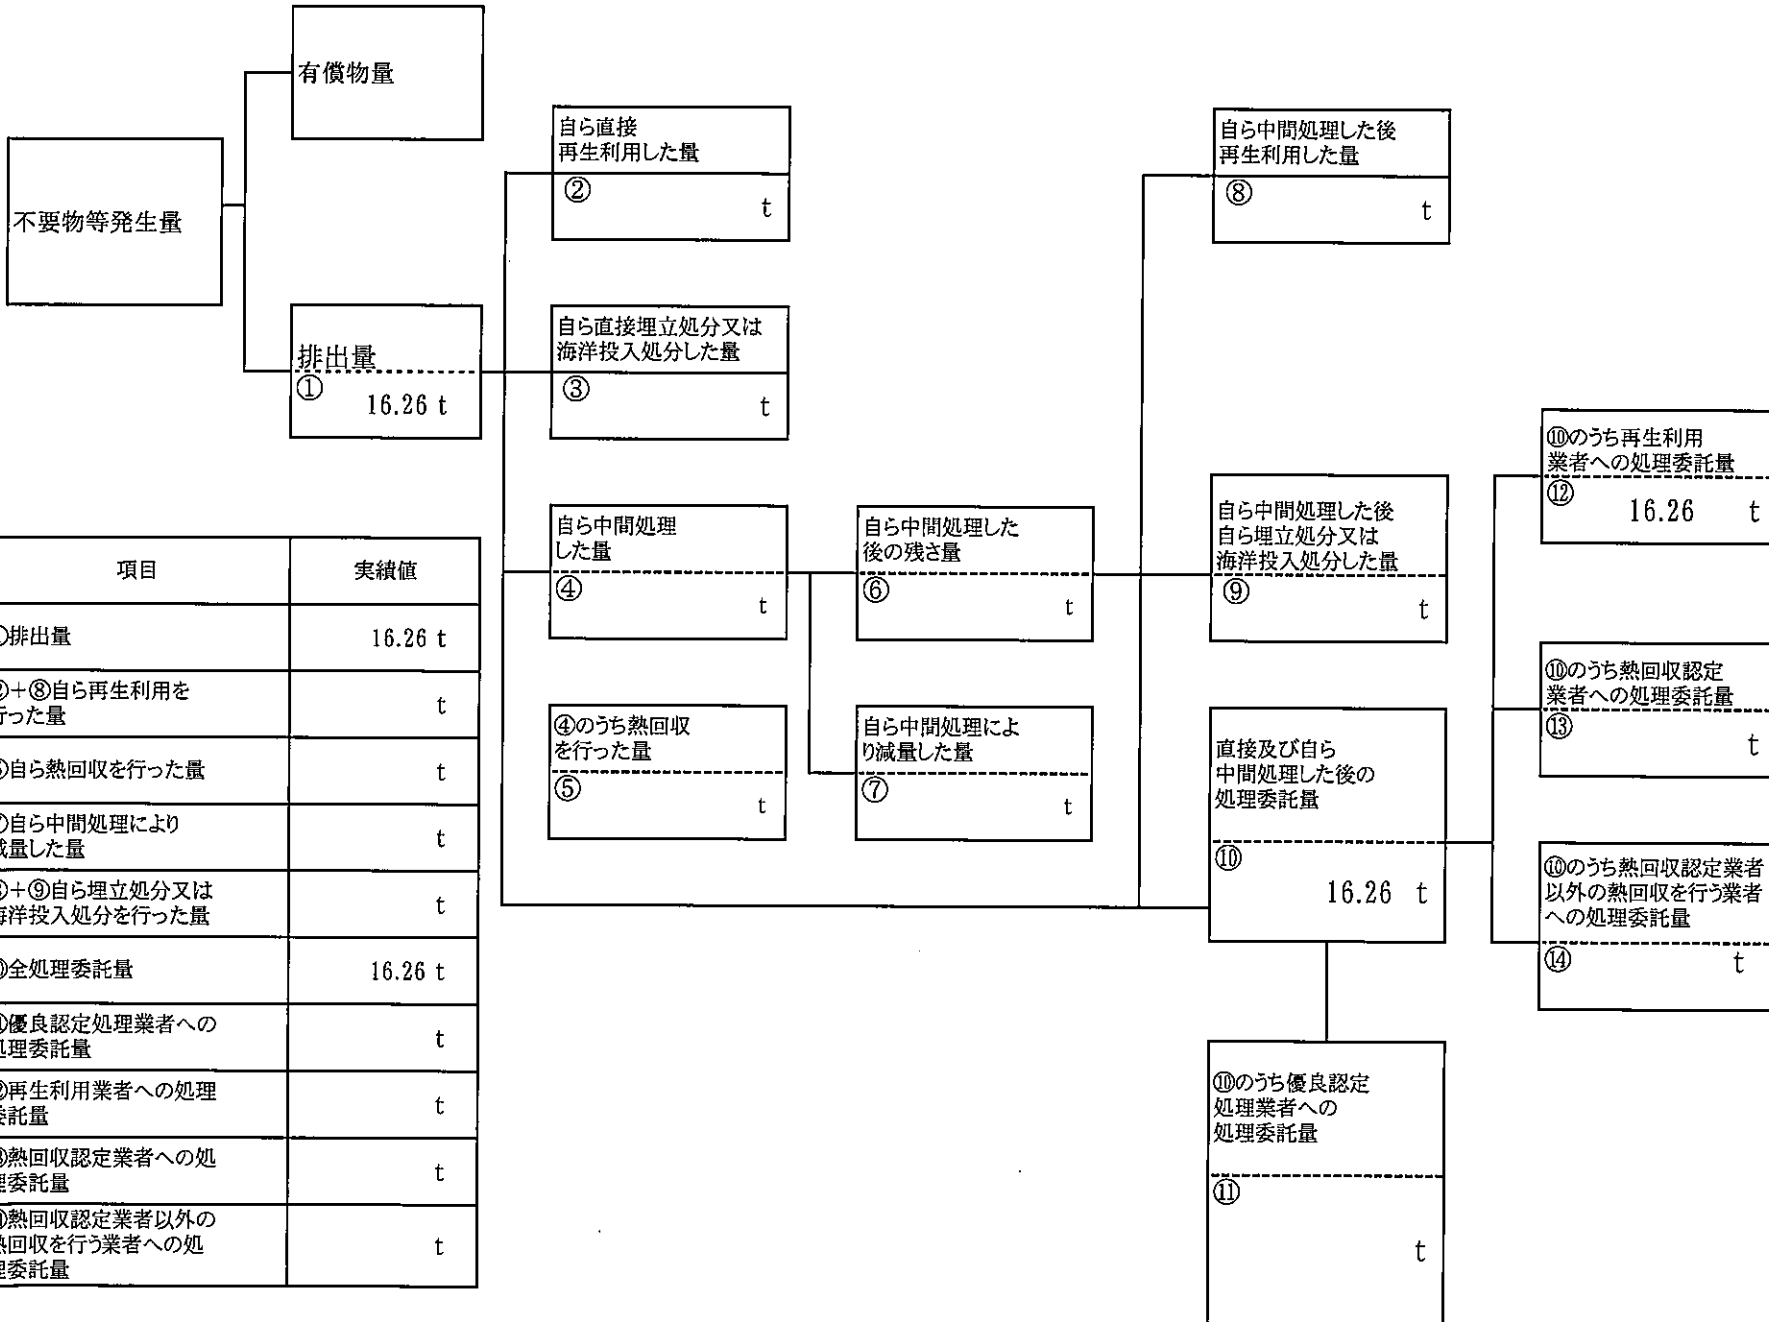 有償物量
不要物等発生量
排出量
①
16.26 t
自ら直接
再生利用した量
②
t
自ら直接埋立処分又は
海洋投入処分した量
③
t
自ら中間処理
した量
④
t
④のうち熱回収
を行った量
⑤
t
自ら中間処理した
後の残さ量
⑥
t
自ら中間処理によ
り減量した量
⑦
t
自ら中間処理した後
再生利用した量
⑧
t
自ら中間処理した後
自ら埋立処分又は
海洋投入処分した量
⑨
t
直接及び自ら
中間処理した後の
処理委託量
⑩
16.26 t
⑩のうち優良認定
処理業者への
処理委託量
⑪
t
⑩のうち再生利用
業者への処理委託量
⑫
16.26 t
⑩のうち熱回収認定
業者への処理委託量
⑬
t
⑩のうち熱回収認定業者
以外の熱回収を行う業者
への処理委託量
⑭
t
項目 実績値
排出量 16.26 t
+⑧自ら再生利用を
行った量 t
自ら熱回収を行った量 t
自ら中間処理により
減量した量 t
+⑨自ら埋立処分又は
海洋投入処分を行った量 t
全処理委託量 16.26 t
優良認定処理業者への
処理委託量 t
再生利用業者への処理
委託量 t
熱回収認定業者への処
理委託量 t
熱回収認定業者以外の
熱回収を行う業者への処
理委託量 t